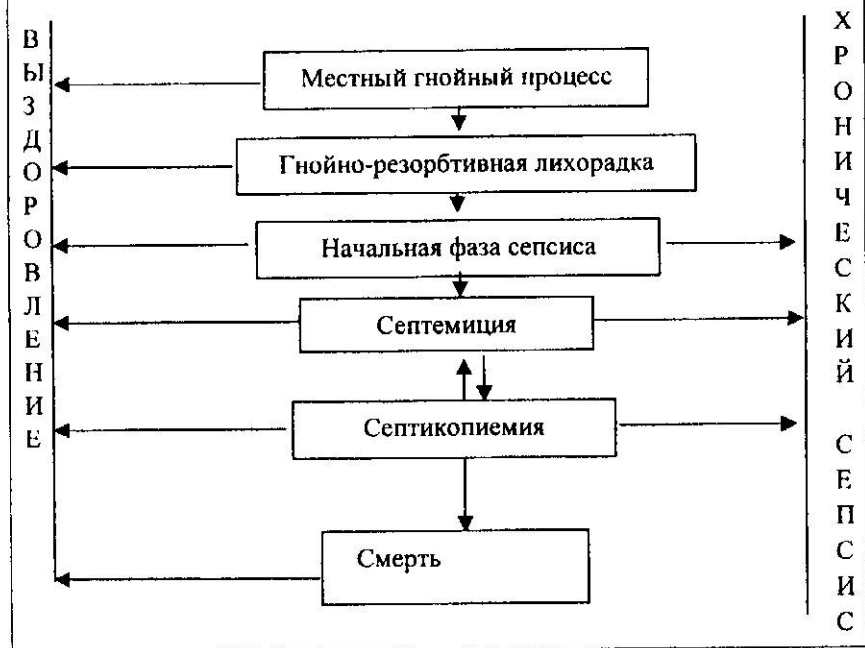 ВЫЗДОРОВЛЕНИЕ
Местный гнойный процесс
Гнойно-резорбтивная лихорадка
Начальная фаза сепсиса
Септемиция
Септикопиемия
Смерть
ХРОНИЧЕСКИЙ СЕПСИС